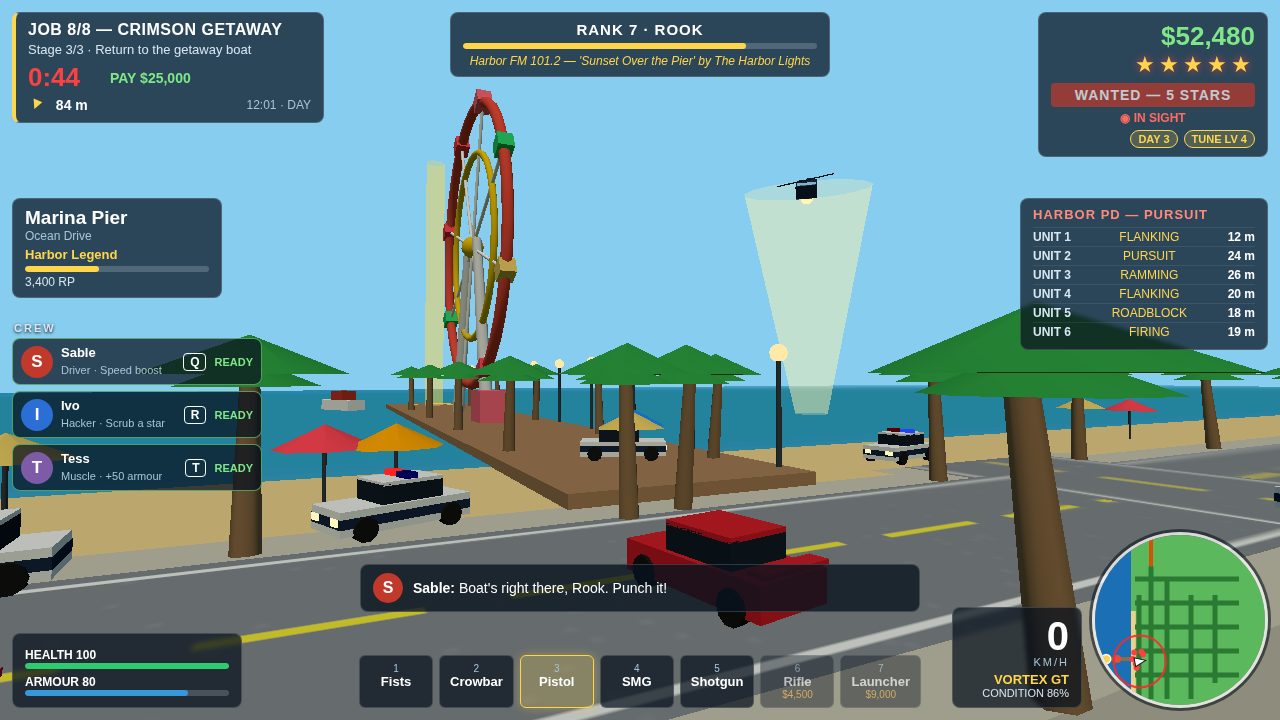 JOB 8/8 — CRIMSON GETAWAY
Stage 3/3 · Return to the getaway boat
0:44 PAY $25,000
84 m 12:01 · DAY
RANK 7 · ROOK
Harbor FM 101.2 — 'Sunset Over the Pier' by The Harbor Lights
$52,480
★ ★ ★ ★ ★
WANTED — 5 STARS
◉ IN SIGHT
DAY 3 TUNE LV 4
Marina Pier
Ocean Drive
Harbor Legend
3,400 RP
HARBOR PD — PURSUIT
UNIT 1 FLANKING 12 m
UNIT 2 PURSUIT 24 m
UNIT 3 RAMMING 26 m
UNIT 4 FLANKING 20 m
UNIT 5 ROADBLOCK 18 m
UNIT 6 FIRING 19 m
CREW
S Sable Q READY
Driver · Speed boost
I Ivo R READY
Hacker · Scrub a star
T Tess T READY
Muscle · +50 armour
S Sable: Boat's right there, Rook. Punch it!
HEALTH 100
ARMOUR 80
1 Fists
2 Crowbar
3 Pistol
4 SMG
5 Shotgun
6 Rifle $4,500
7 Launcher $9,000
0
KM/H
VORTEX GT
CONDITION 86%